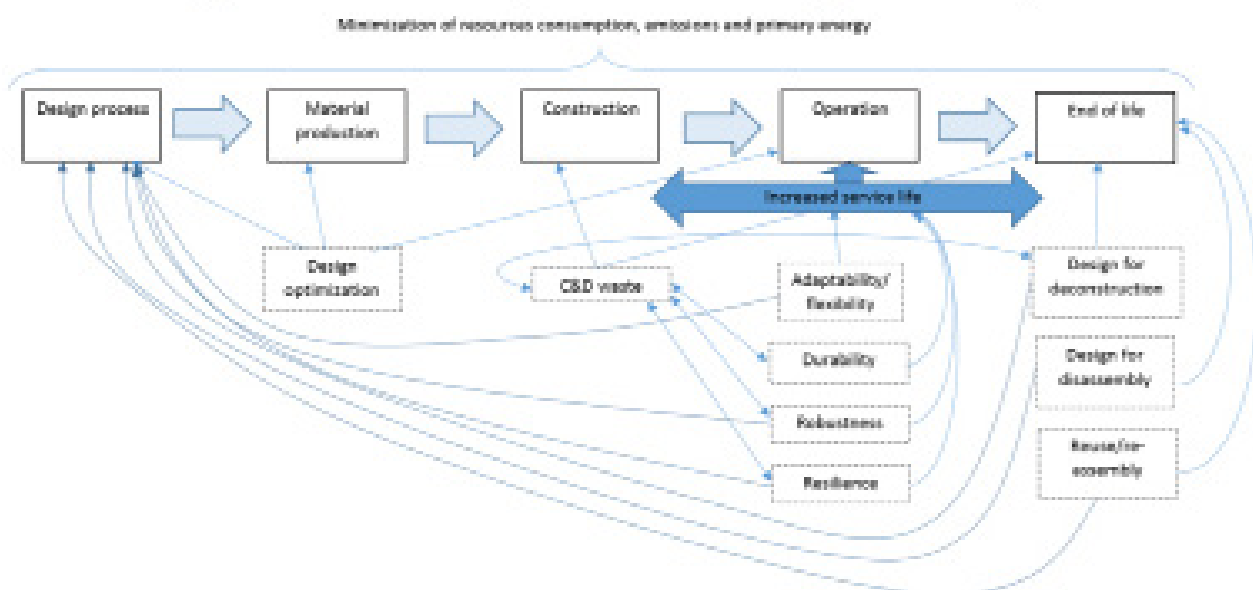 Minimization of resources consumption, emissions and primary energy
Design process
Material
production
Construction
Operation
End of life
Increased service life
Design
optimization
C&D waste
Adaptability/
flexibility
Design for
deconstruction
Durability
Design for
disassembly
Robustness
Reuse/re-
assembly
Resilience